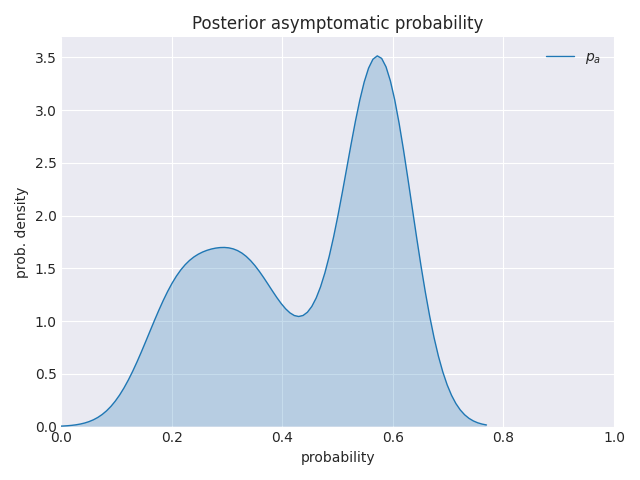 Posterior asymptomatic probability
pₐ
3.5
3.0
2.5
2.0
1.5
1.0
0.5
0.0
prob. density
0.0 0.2 0.4 0.6 0.8 1.0
probability